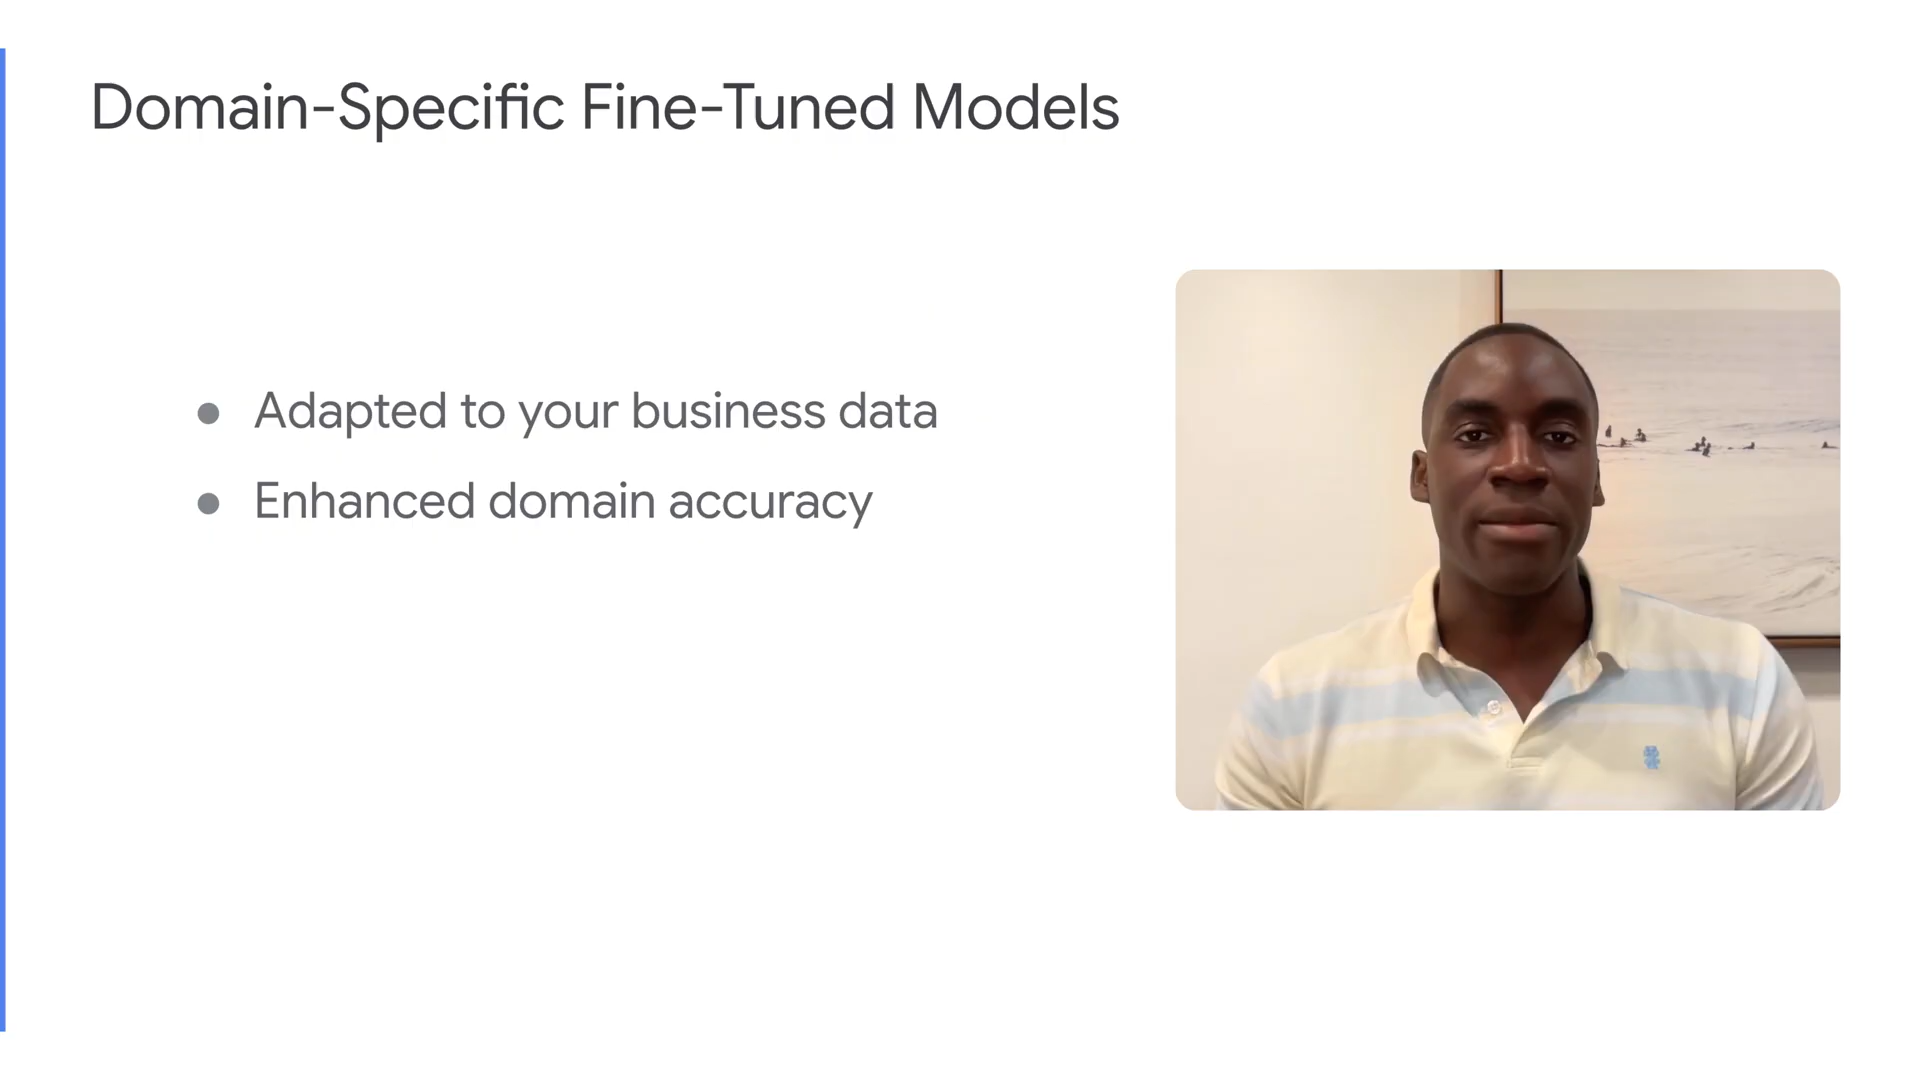 Domain-Specific Fine-Tuned Models
Adapted to your business data
Enhanced domain accuracy